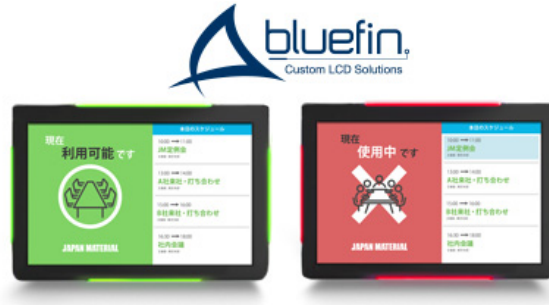 bluefin
Custom LCD Solutions
現在
利用可能です
JAPAN MATERIAL
本日のスケジュール
10:00 → 11:00
JM定例会
13:00 → 14:00
A社来社・打ち合わせ
15:00 → 16:00
B社来社・打ち合わせ
16:30 → 18:00
社内会議
現在
使用中です
JAPAN MATERIAL
本日のスケジュール
10:00 → 11:00
JM定例会
13:00 → 14:00
A社来社・打ち合わせ
15:00 → 16:00
B社来社・打ち合わせ
16:30 → 18:00
社内会議